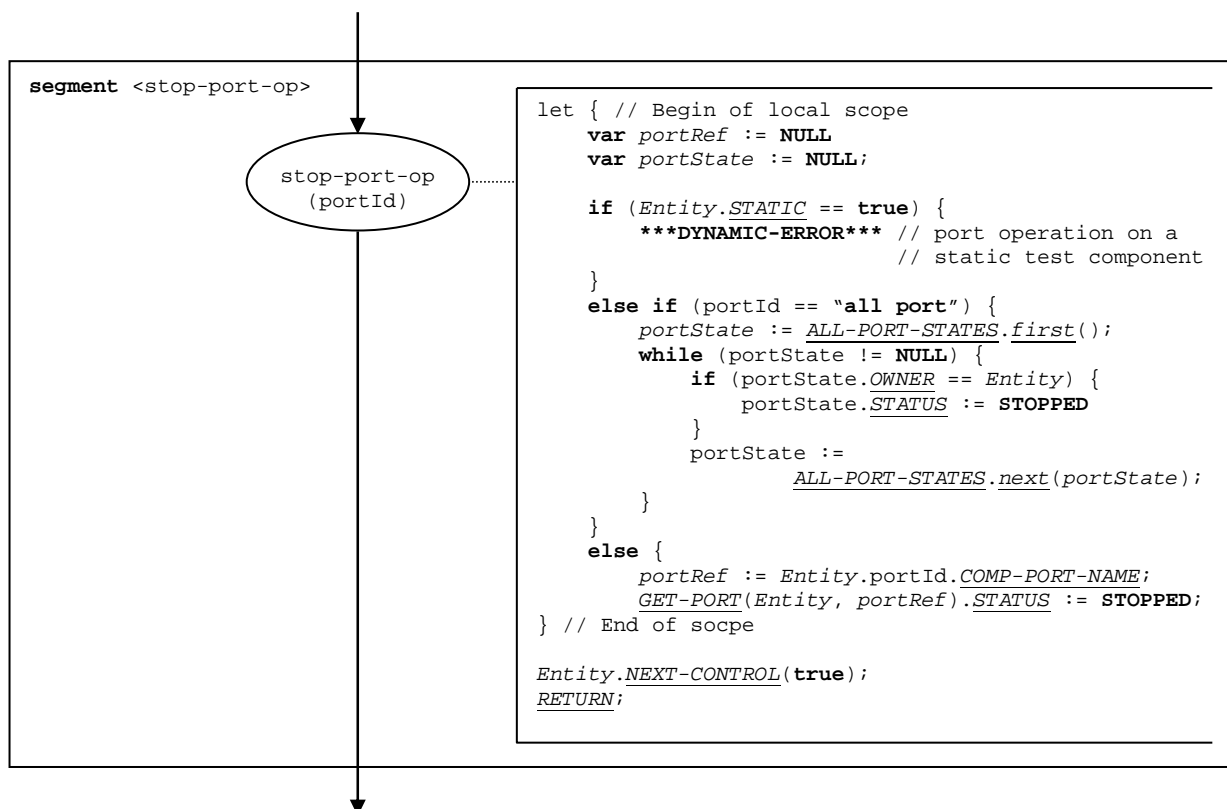 segment <stop-port-op>
stop-port-op
(portId)
let { // Begin of local scope
var portRef := NULL
var portState := NULL;
if (Entity.STATIC == true) {
***DYNAMIC-ERROR*** // port operation on a
// static test component
}
else if (portId == “all port”) {
portState := ALL-PORT-STATES.first();
while (portState != NULL) {
if (portState.OWNER == Entity) {
portState.STATUS := STOPPED
}
portState :=
ALL-PORT-STATES.next(portState);
}
}
else {
portRef := Entity.portId.COMP-PORT-NAME;
GET-PORT(Entity, portRef).STATUS := STOPPED;
} // End of socpe
Entity.NEXT-CONTROL(true);
RETURN;